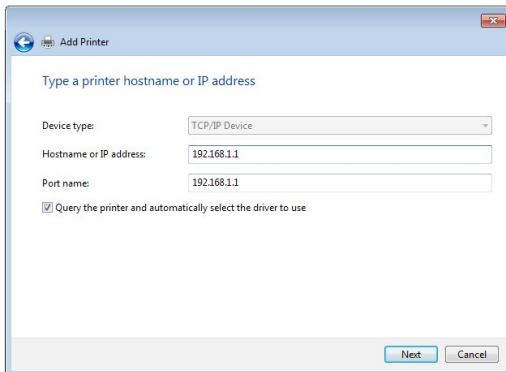 Add Printer
Type a printer hostname or IP address
Device type: TCP/IP Device
Hostname or IP address: 192.168.1.1
Port name: 192.168.1.1
Query the printer and automatically select the driver to use
Next Cancel